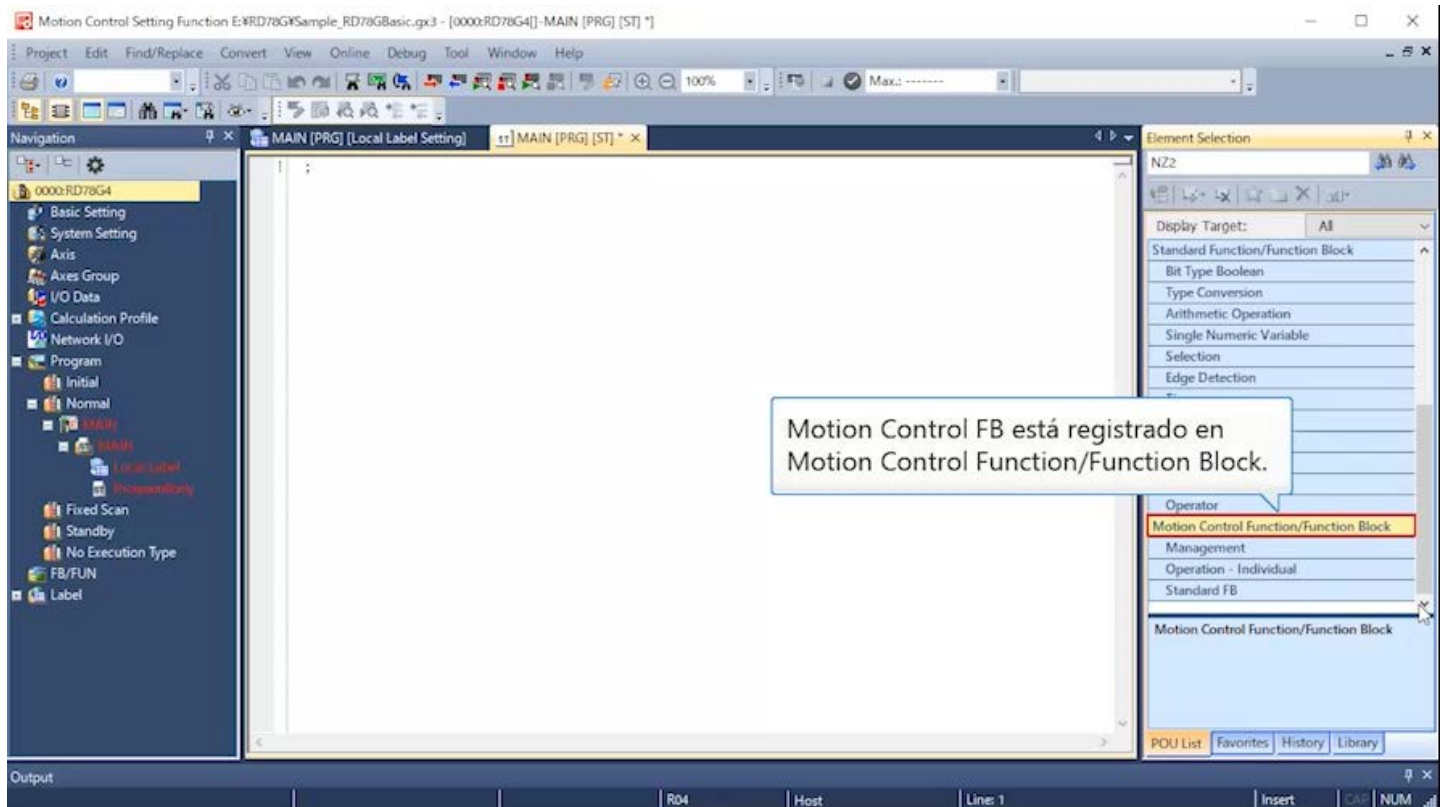 Motion Control Setting Function E:¥RD78G¥Sample_RD78GBasic.gx3 - [0000:RD78G4[]-MAIN [PRG] [ST] *]
Project Edit Find/Replace Convert View Online Debug Tool Window Help
100% Max.: -------
Navigation
MAIN [PRG] [Local Label Setting]
ST MAIN [PRG] [ST] *
Element Selection
NZ2
0000:RD78G4
Basic Setting
System Setting
Axis
Axes Group
I/O Data
Calculation Profile
Network I/O
Program
Initial
Normal
MAIN
MAIN
Local Label
ProgramBody
Fixed Scan
Standby
No Execution Type
FB/FUN
Label
1 ;
Motion Control FB está registrado en
Motion Control Function/Function Block.
Display Target: All
Standard Function/Function Block
Bit Type Boolean
Type Conversion
Arithmetic Operation
Single Numeric Variable
Selection
Edge Detection
Operator
Motion Control Function/Function Block
Management
Operation - Individual
Standard FB
Motion Control Function/Function Block
POU List Favorites History Library
Output
R04 Host Line: 1 Insert CAP NUM